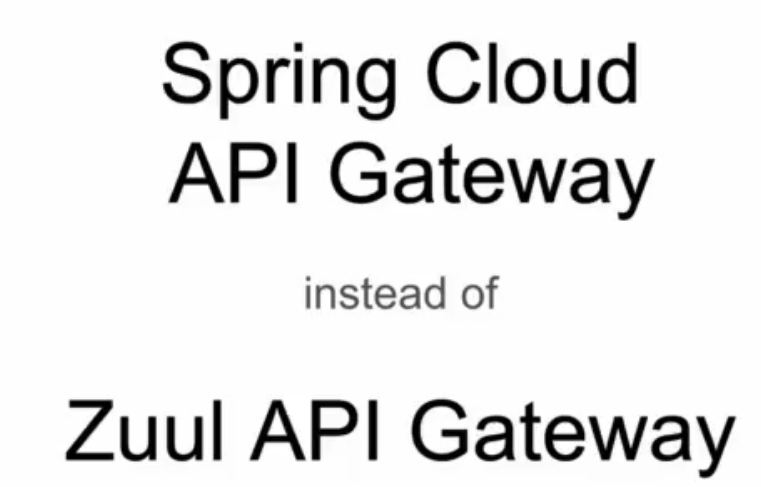 Spring Cloud
API Gateway
instead of
Zuul API Gateway